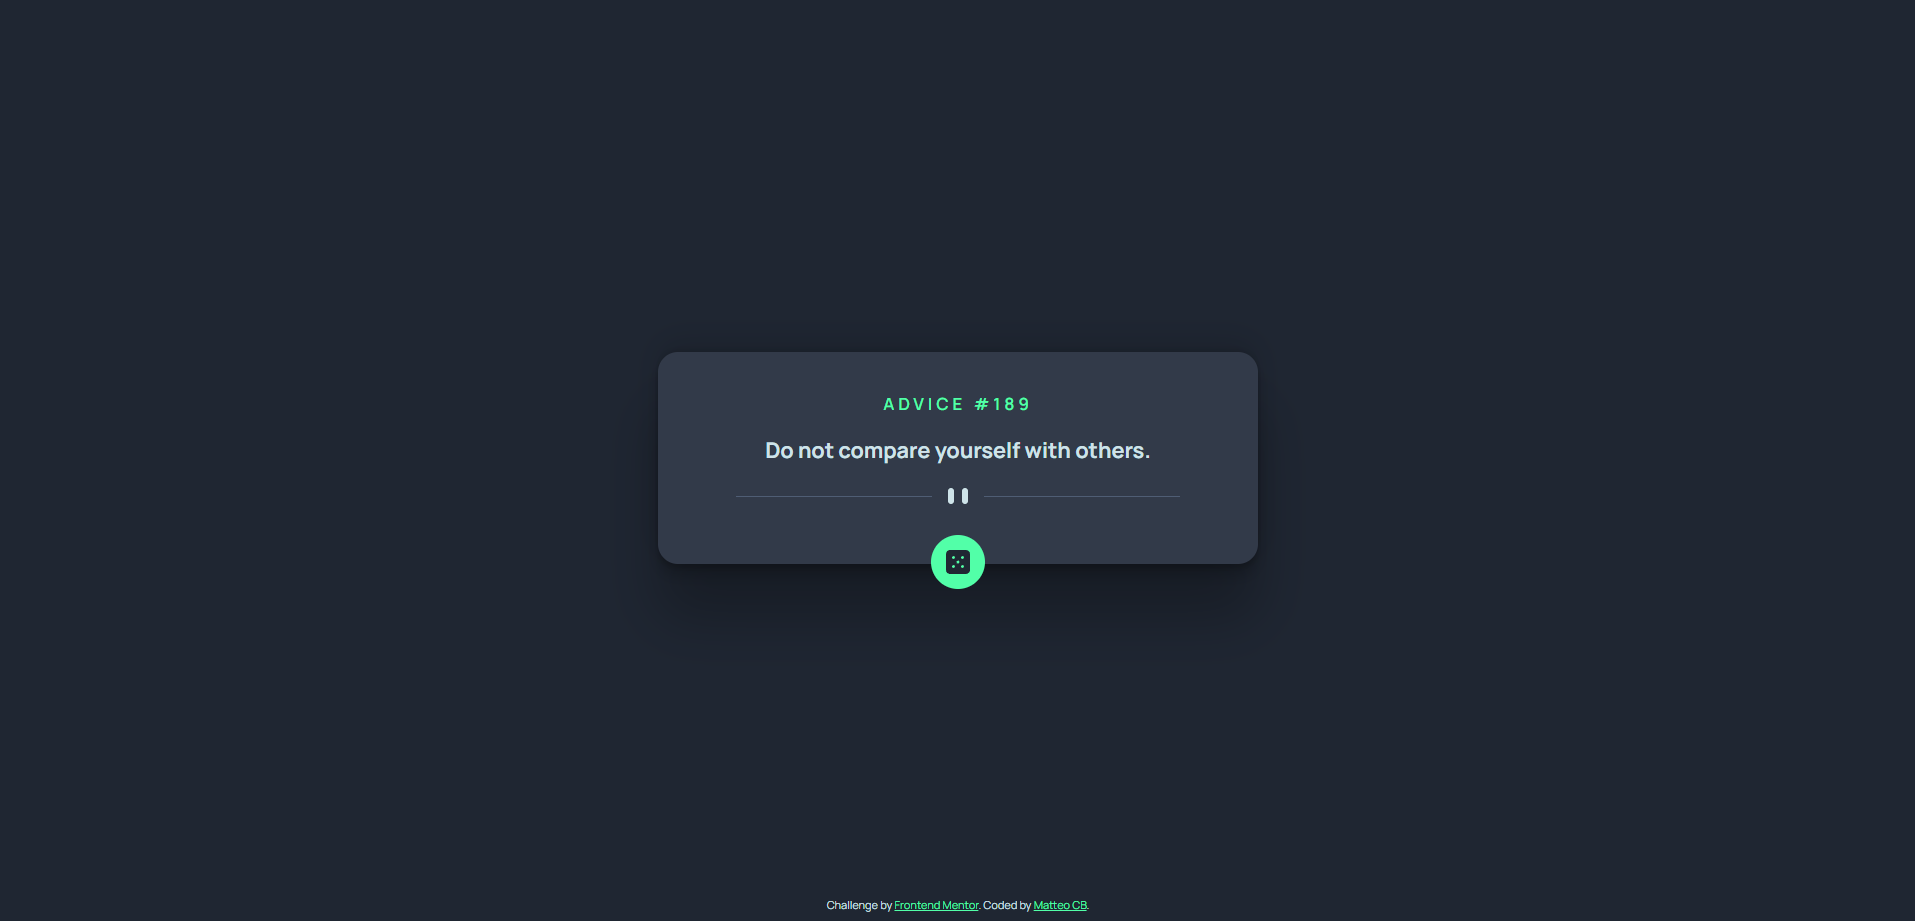 ADVICE #189
Do not compare yourself with others.
Challenge by Frontend Mentor. Coded by Matteo CB.